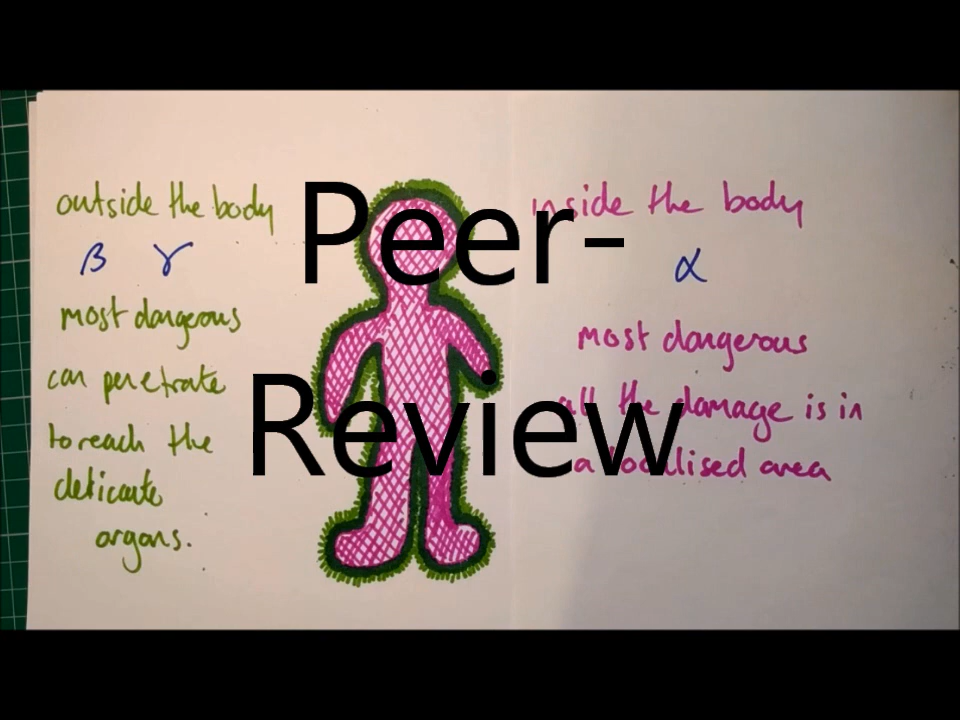 outside the body
β γ
most dangerous
can penetrate
to reach the
delicate
organs.
Peer-
Review
inside the body
α
most dangerous
all the damage is in
a localised area